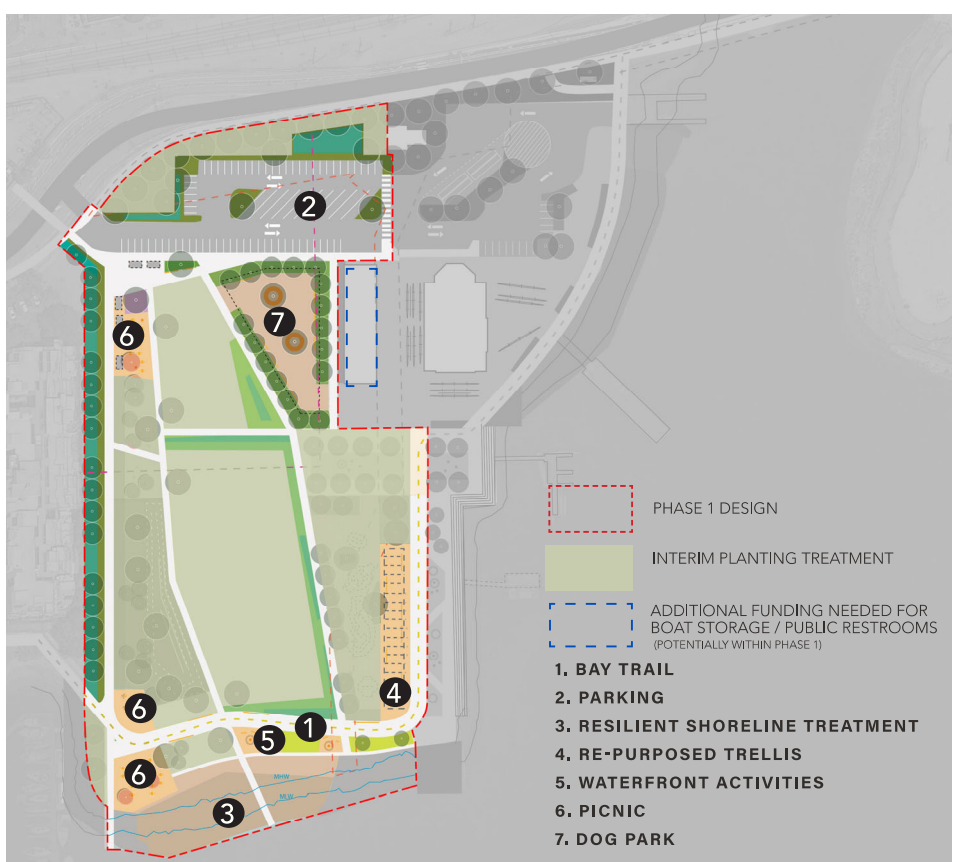 2
7
6
PHASE 1 DESIGN
INTERIM PLANTING TREATMENT
ADDITIONAL FUNDING NEEDED FOR
BOAT STORAGE / PUBLIC RESTROOMS
(POTENTIALLY WITHIN PHASE 1)
1. BAY TRAIL
2. PARKING
3. RESILIENT SHORELINE TREATMENT
4. RE-PURPOSED TRELLIS
5. WATERFRONT ACTIVITIES
6. PICNIC
7. DOG PARK
4
6
1
5
6
MHW
MLW
3